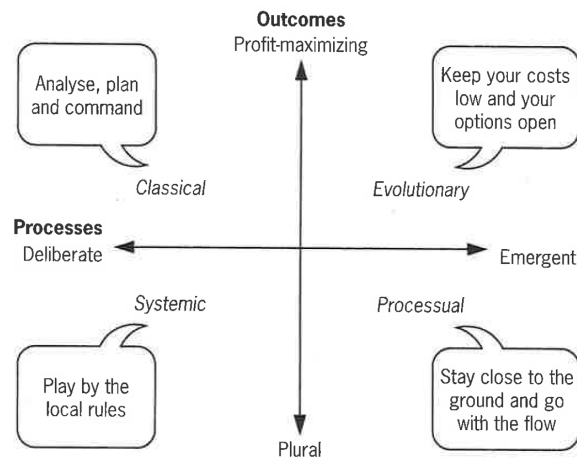 Outcomes
Profit-maximizing
Analyse, plan
and command
Keep your costs
low and your
options open
Classical
Evolutionary
Processes
Deliberate
Emergent
Systemic
Processual
Play by the
local rules
Stay close to the
ground and go
with the flow
Plural